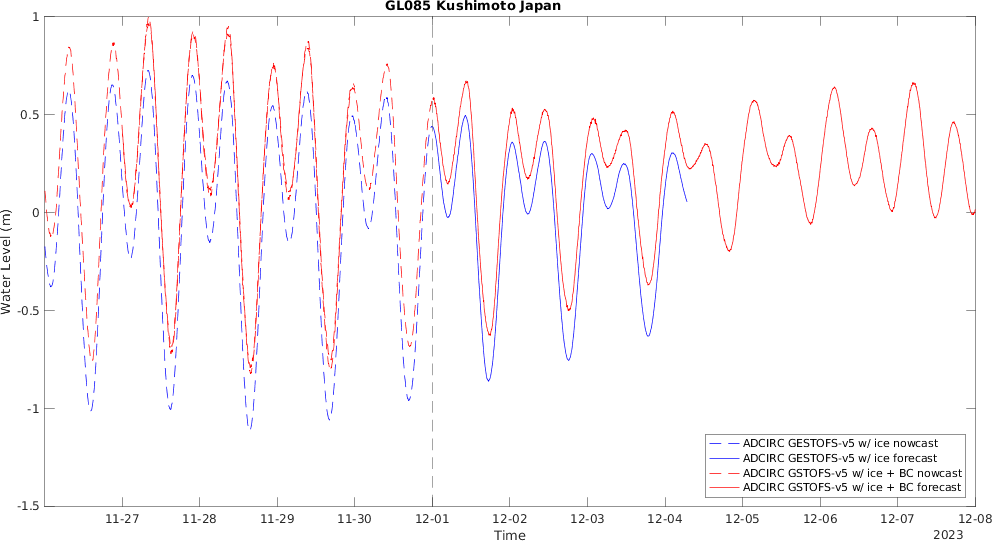 GL085 Kushimoto Japan
1
0.5
0
-0.5
-1
-1.5
Water Level (m)
11-27
11-28
11-29
11-30
12-01
12-02
12-03
12-04
12-05
12-06
12-07
12-08
Time
2023
ADCIRC GESTOFS-v5 w/ ice nowcast
ADCIRC GESTOFS-v5 w/ ice forecast
ADCIRC GSTOFS-v5 w/ ice + BC nowcast
ADCIRC GSTOFS-v5 w/ ice + BC forecast